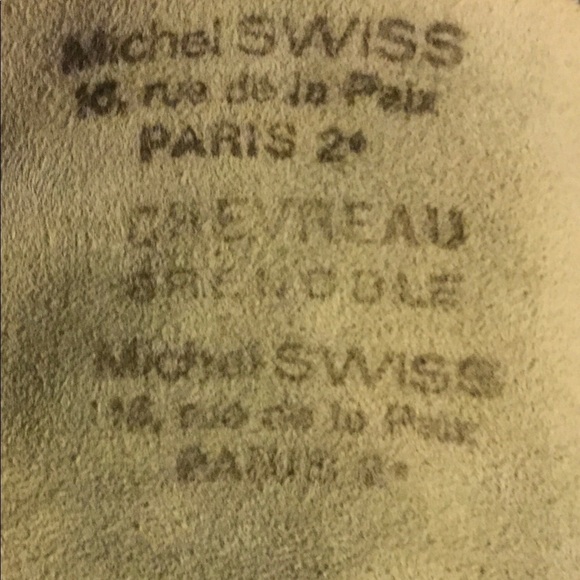 Michel SWISS
16, rue de la Paix
PARIS 2e
CHEVREAU
GRENOBLE
Michel SWISS
16, rue de la Paix
PARIS 2e